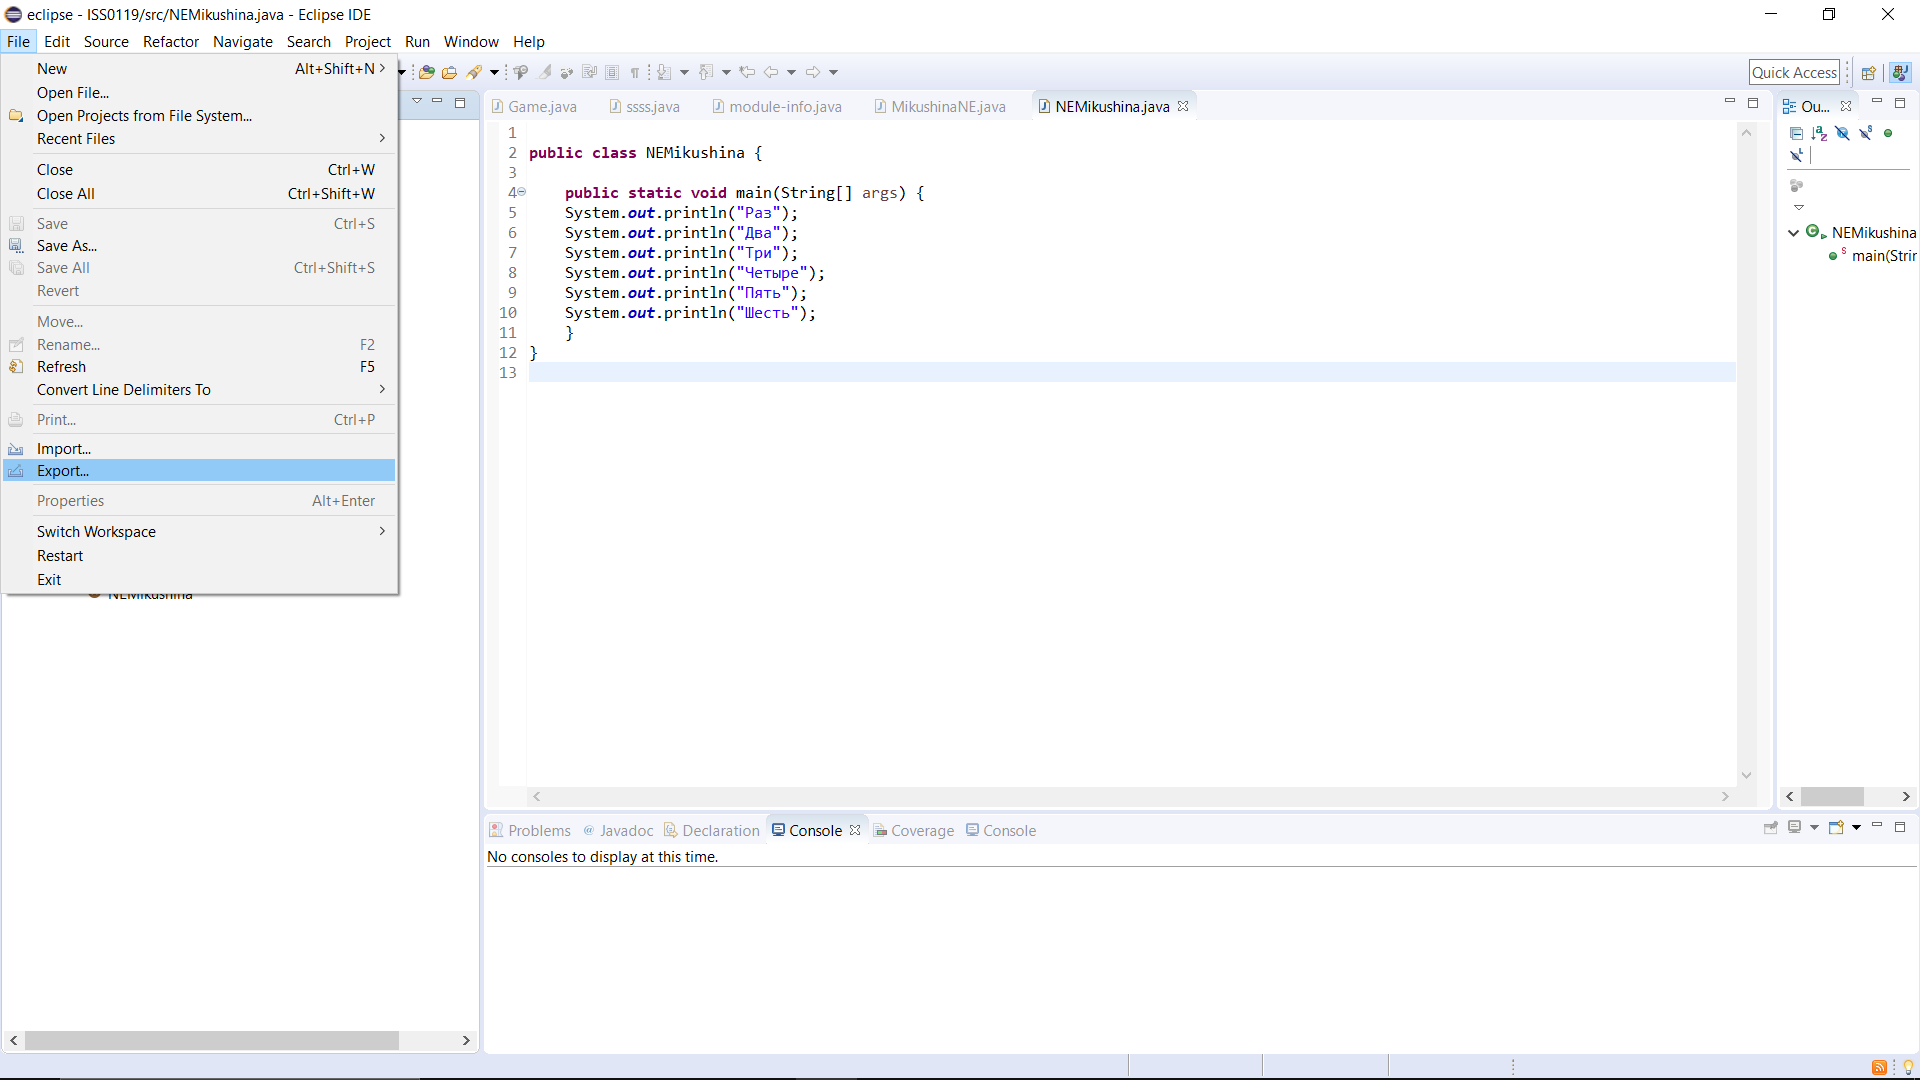 eclipse - ISS0119/src/NEMikushina.java - Eclipse IDE
File Edit Source Refactor Navigate Search Project Run Window Help
Quick Access
New Alt+Shift+N
Open File...
Open Projects from File System...
Recent Files
Close Ctrl+W
Close All Ctrl+Shift+W
Save Ctrl+S
Save As...
Save All Ctrl+Shift+S
Revert
Move...
Rename... F2
Refresh F5
Convert Line Delimiters To
Print... Ctrl+P
Import...
Export...
Properties Alt+Enter
Switch Workspace
Restart
Exit
NEMikushina
Game.java ssss.java module-info.java MikushinaNE.java NEMikushina.java
1
2 public class NEMikushina {
3
4 public static void main(String[] args) {
5 System.out.println("Раз");
6 System.out.println("Два");
7 System.out.println("Три");
8 System.out.println("Четыре");
9 System.out.println("Пять");
10 System.out.println("Шесть");
11 }
12 }
13
Ou...
NEMikushina
main(Strir
Problems Javadoc Declaration Console Coverage Console
No consoles to display at this time.